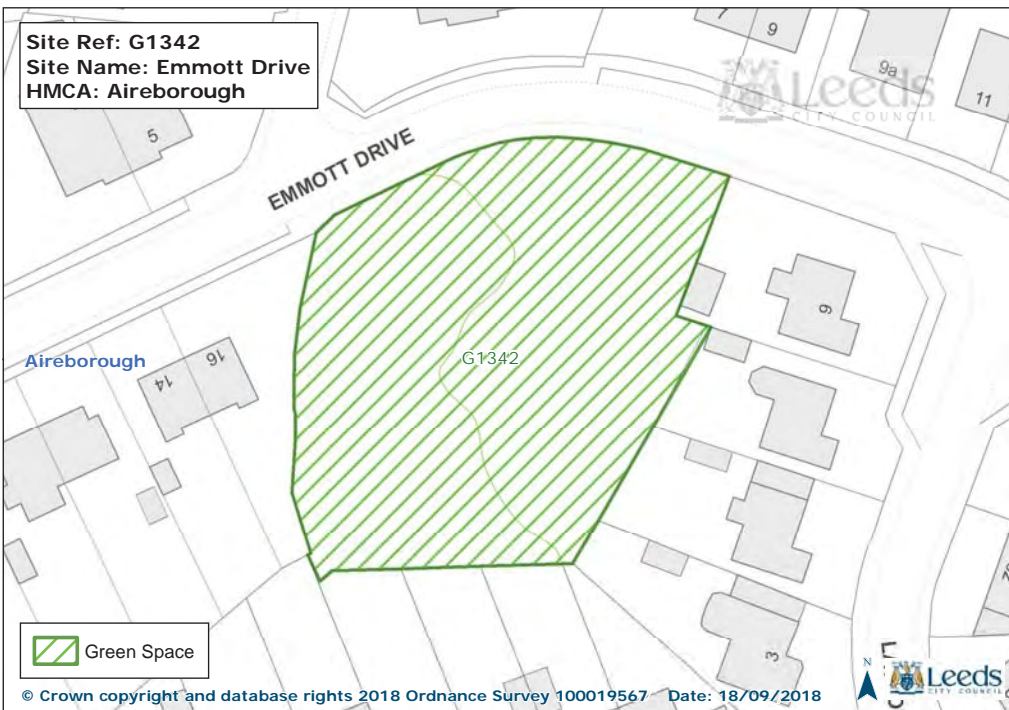 Site Ref: G1342
Site Name: Emmott Drive
HMCA: Aireborough
7
9
9a
11
Leeds
CITY COUNCIL
5
EMMOTT DRIVE
9
Aireborough
G1342
16
14
3
Green Space
© Crown copyright and database rights 2018 Ordnance Survey 100019567 Date: 18/09/2018
N
Leeds
CITY COUNCIL